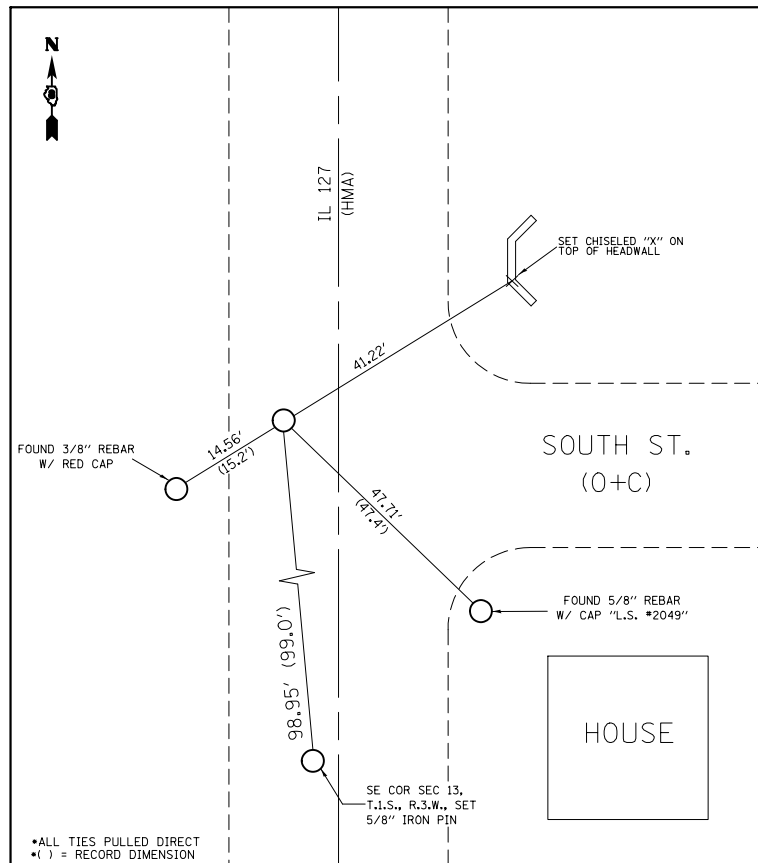 N
IL 127
(HMA)
SET CHISELED "X" ON
TOP OF HEADWALL
41.22'
14.56'
(15.2')
FOUND 3/8" REBAR
W/ RED CAP
SOUTH ST.
(O+C)
47.71'
(47.4')
FOUND 5/8" REBAR
W/ CAP "L.S. #2049"
98.95' (99.0')
HOUSE
SE COR SEC 13,
T.1.S., R.3.W., SET
5/8" IRON PIN
*ALL TIES PULLED DIRECT
*( ) = RECORD DIMENSION